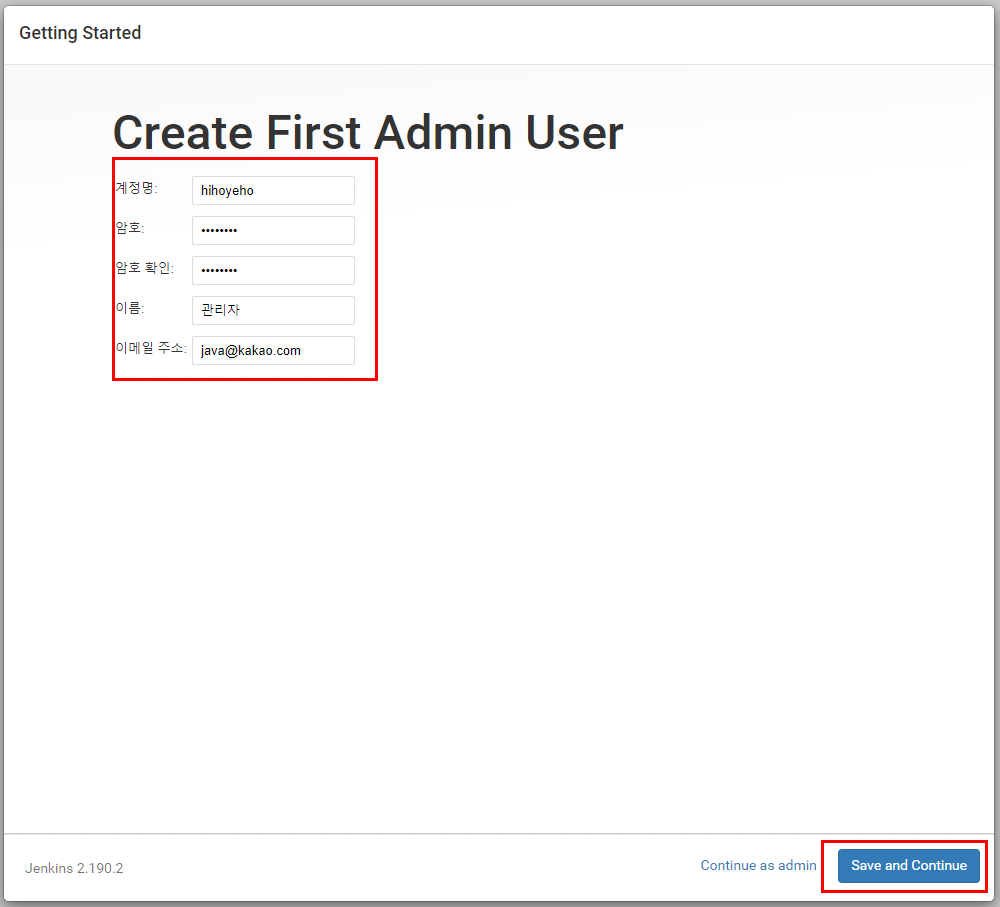 Getting Started
Create First Admin User
계정명: hihoyeho
암호: ••••••••
암호 확인: ••••••••
이름: 관리자
이메일 주소: java@kakao.com
Jenkins 2.190.2 Continue as admin Save and Continue